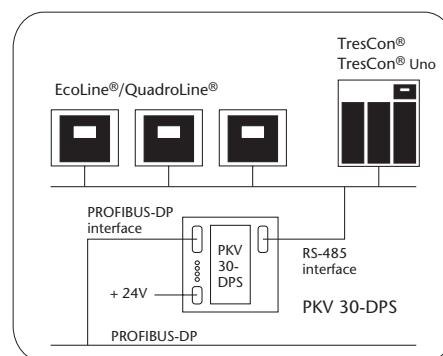 TresCon®
TresCon® Uno
EcoLine®/QuadroLine®
PROFIBUS-DP
interface
PKV
30-
DPS
RS-485
interface
+ 24V
PKV 30-DPS
PROFIBUS-DP